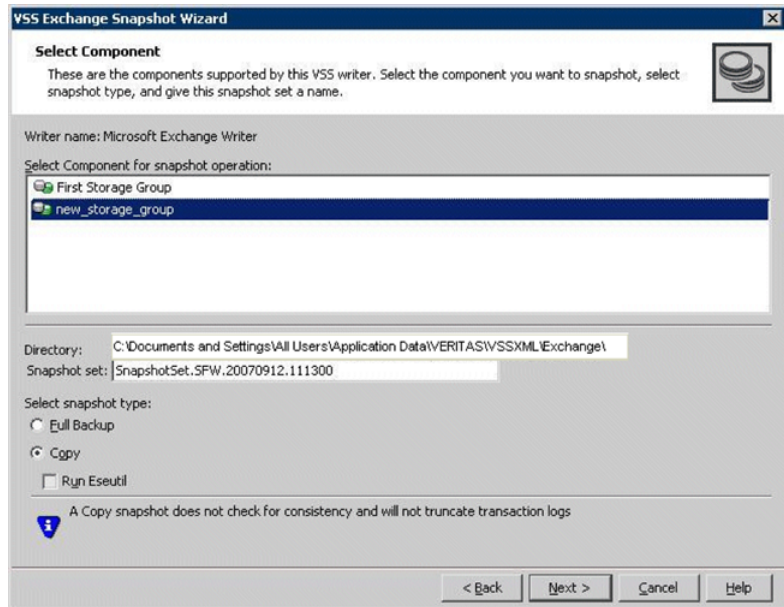 VSS Exchange Snapshot Wizard
Select Component
These are the components supported by this VSS writer. Select the component you want to snapshot, select
snapshot type, and give this snapshot set a name.
Writer name: Microsoft Exchange Writer
Select Component for snapshot operation:
First Storage Group
new_storage_group
Directory: C:\Documents and Settings\All Users\Application Data\VERITAS\VSSXML\Exchange\
Snapshot set: SnapshotSet.SFW.20070912.111300
Select snapshot type:
Full Backup
Copy
Run Eseutil
A Copy snapshot does not check for consistency and will not truncate transaction logs
< Back Next > Cancel Help